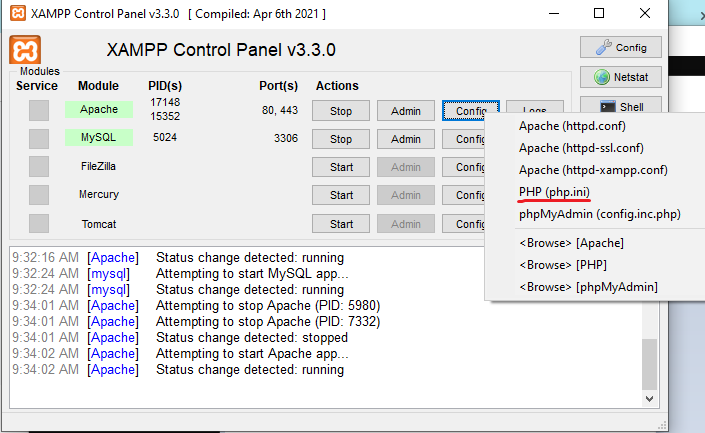 XAMPP Control Panel v3.3.0 [ Compiled: Apr 6th 2021 ]
XAMPP Control Panel v3.3.0
Config
Netstat
Shell
Modules
Service Module PID(s) Port(s) Actions
Apache 17148 15352 80, 443 Stop Admin Config Logs
MySQL 5024 3306 Stop Admin Config
FileZilla Start Admin Config
Mercury Start Admin Config
Tomcat Start Admin Config
Apache (httpd.conf)
Apache (httpd-ssl.conf)
Apache (httpd-xampp.conf)
PHP (php.ini)
phpMyAdmin (config.inc.php)
<Browse> [Apache]
<Browse> [PHP]
<Browse> [phpMyAdmin]
9:32:16 AM [Apache] Status change detected: running
9:32:24 AM [mysql] Attempting to start MySQL app...
9:32:24 AM [mysql] Status change detected: running
9:34:01 AM [Apache] Attempting to stop Apache (PID: 5980)
9:34:01 AM [Apache] Attempting to stop Apache (PID: 7332)
9:34:01 AM [Apache] Status change detected: stopped
9:34:02 AM [Apache] Attempting to start Apache app...
9:34:02 AM [Apache] Status change detected: running